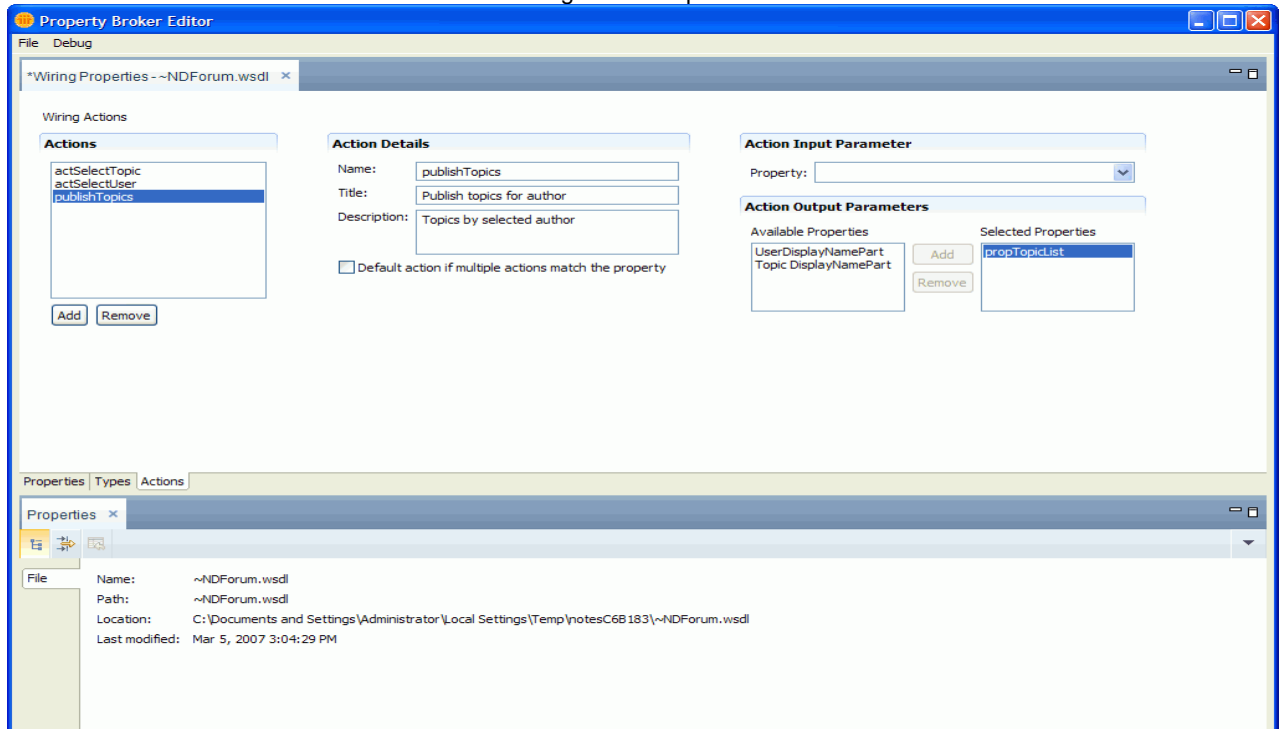 Property Broker Editor
File Debug
*Wiring Properties - ~NDForum.wsdl
Wiring Actions
Actions
actSelectTopic
actSelectUser
publishTopics
Add Remove
Action Details
Name: publishTopics
Title: Publish topics for author
Description: Topics by selected author
Default action if multiple actions match the property
Action Input Parameter
Property:
Action Output Parameters
Available Properties Selected Properties
UserDisplayNamePart Add propTopicList
Topic DisplayNamePart
Remove
Properties Types Actions
Properties
File
Name: ~NDForum.wsdl
Path: ~NDForum.wsdl
Location: C:\Documents and Settings\Administrator\Local Settings\Temp\notesC6B183\~NDForum.wsdl
Last modified: Mar 5, 2007 3:04:29 PM